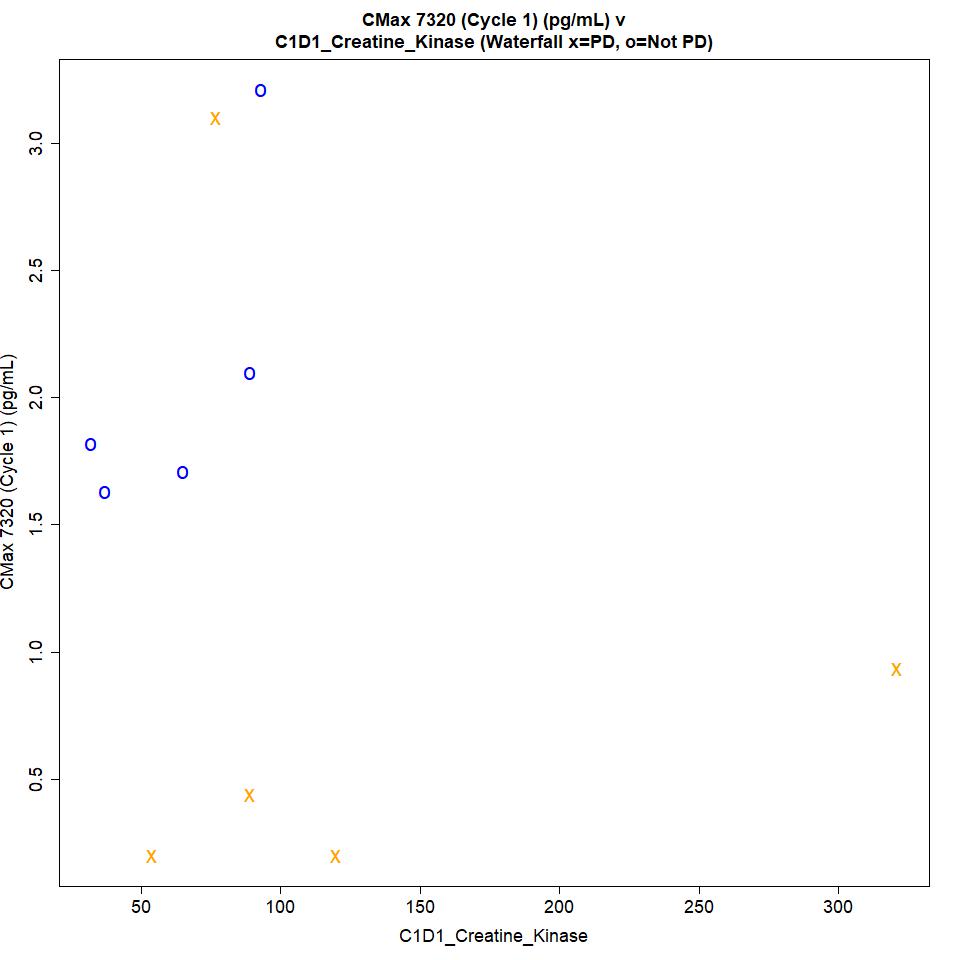 CMax 7320 (Cycle 1) (pg/mL) v
C1D1_Creatine_Kinase (Waterfall x=PD, o=Not PD)
CMax 7320 (Cycle 1) (pg/mL)
3.0
2.5
2.0
1.5
1.0
0.5
O
X
O
O
O
O
X
X
X
X
50 100 150 200 250 300
C1D1_Creatine_Kinase